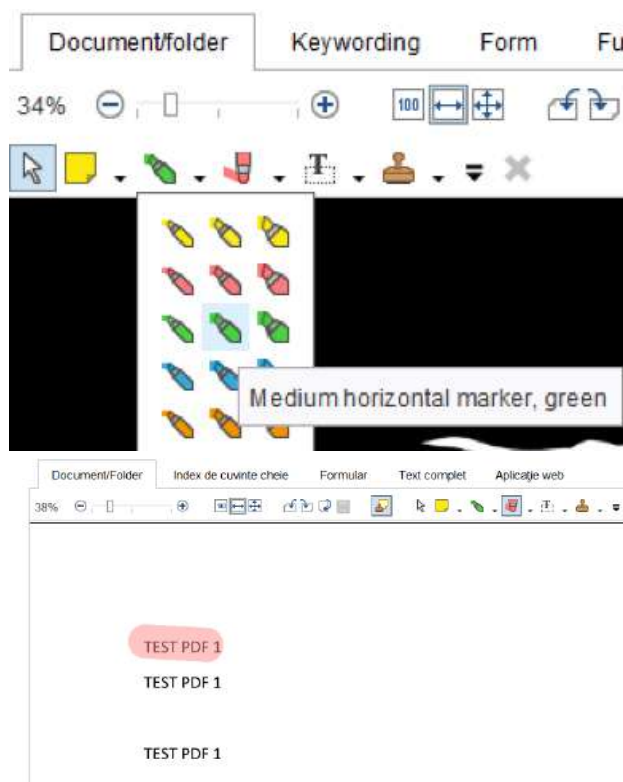 Document/folder Keywording Form Fu
34% 100
T
Medium horizontal marker, green
Document/Folder Index de cuvinte cheie Formular Text complet Aplicație web
38%
TEST PDF 1
TEST PDF 1
TEST PDF 1